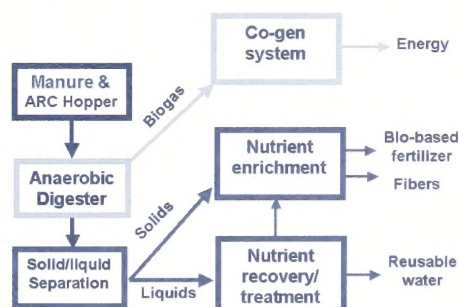 Co-gen
system
Energy
Manure &
ARC Hopper
Biogas
Anaerobic
Digester
Nutrient
enrichment
Bio-based
fertilizer
Fibers
Solids
Solid/liquid
Separation
Liquids
Nutrient
recovery/
treatment
Reusable
water